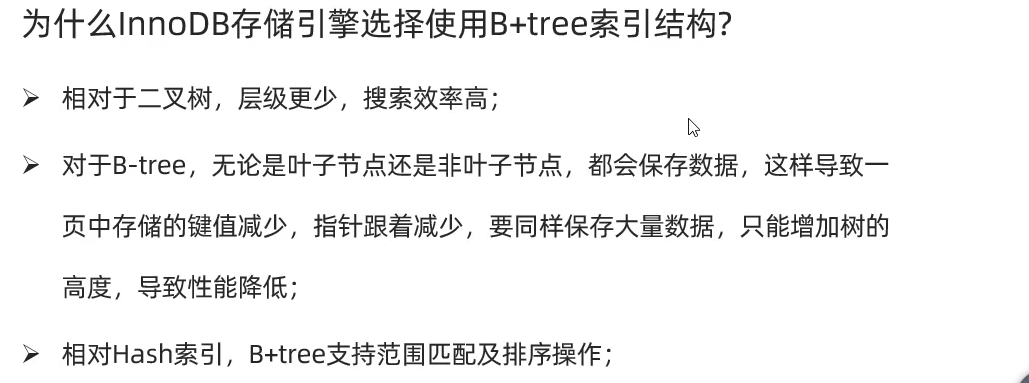 为什么InnoDB存储引擎选择使用B+tree索引结构?
➢ 相对于二叉树，层级更少，搜索效率高；
➢ 对于B-tree，无论是叶子节点还是非叶子节点，都会保存数据，这样导致一
页中存储的键值减少，指针跟着减少，要同样保存大量数据，只能增加树的
高度，导致性能降低；
➢ 相对Hash索引，B+tree支持范围匹配及排序操作；